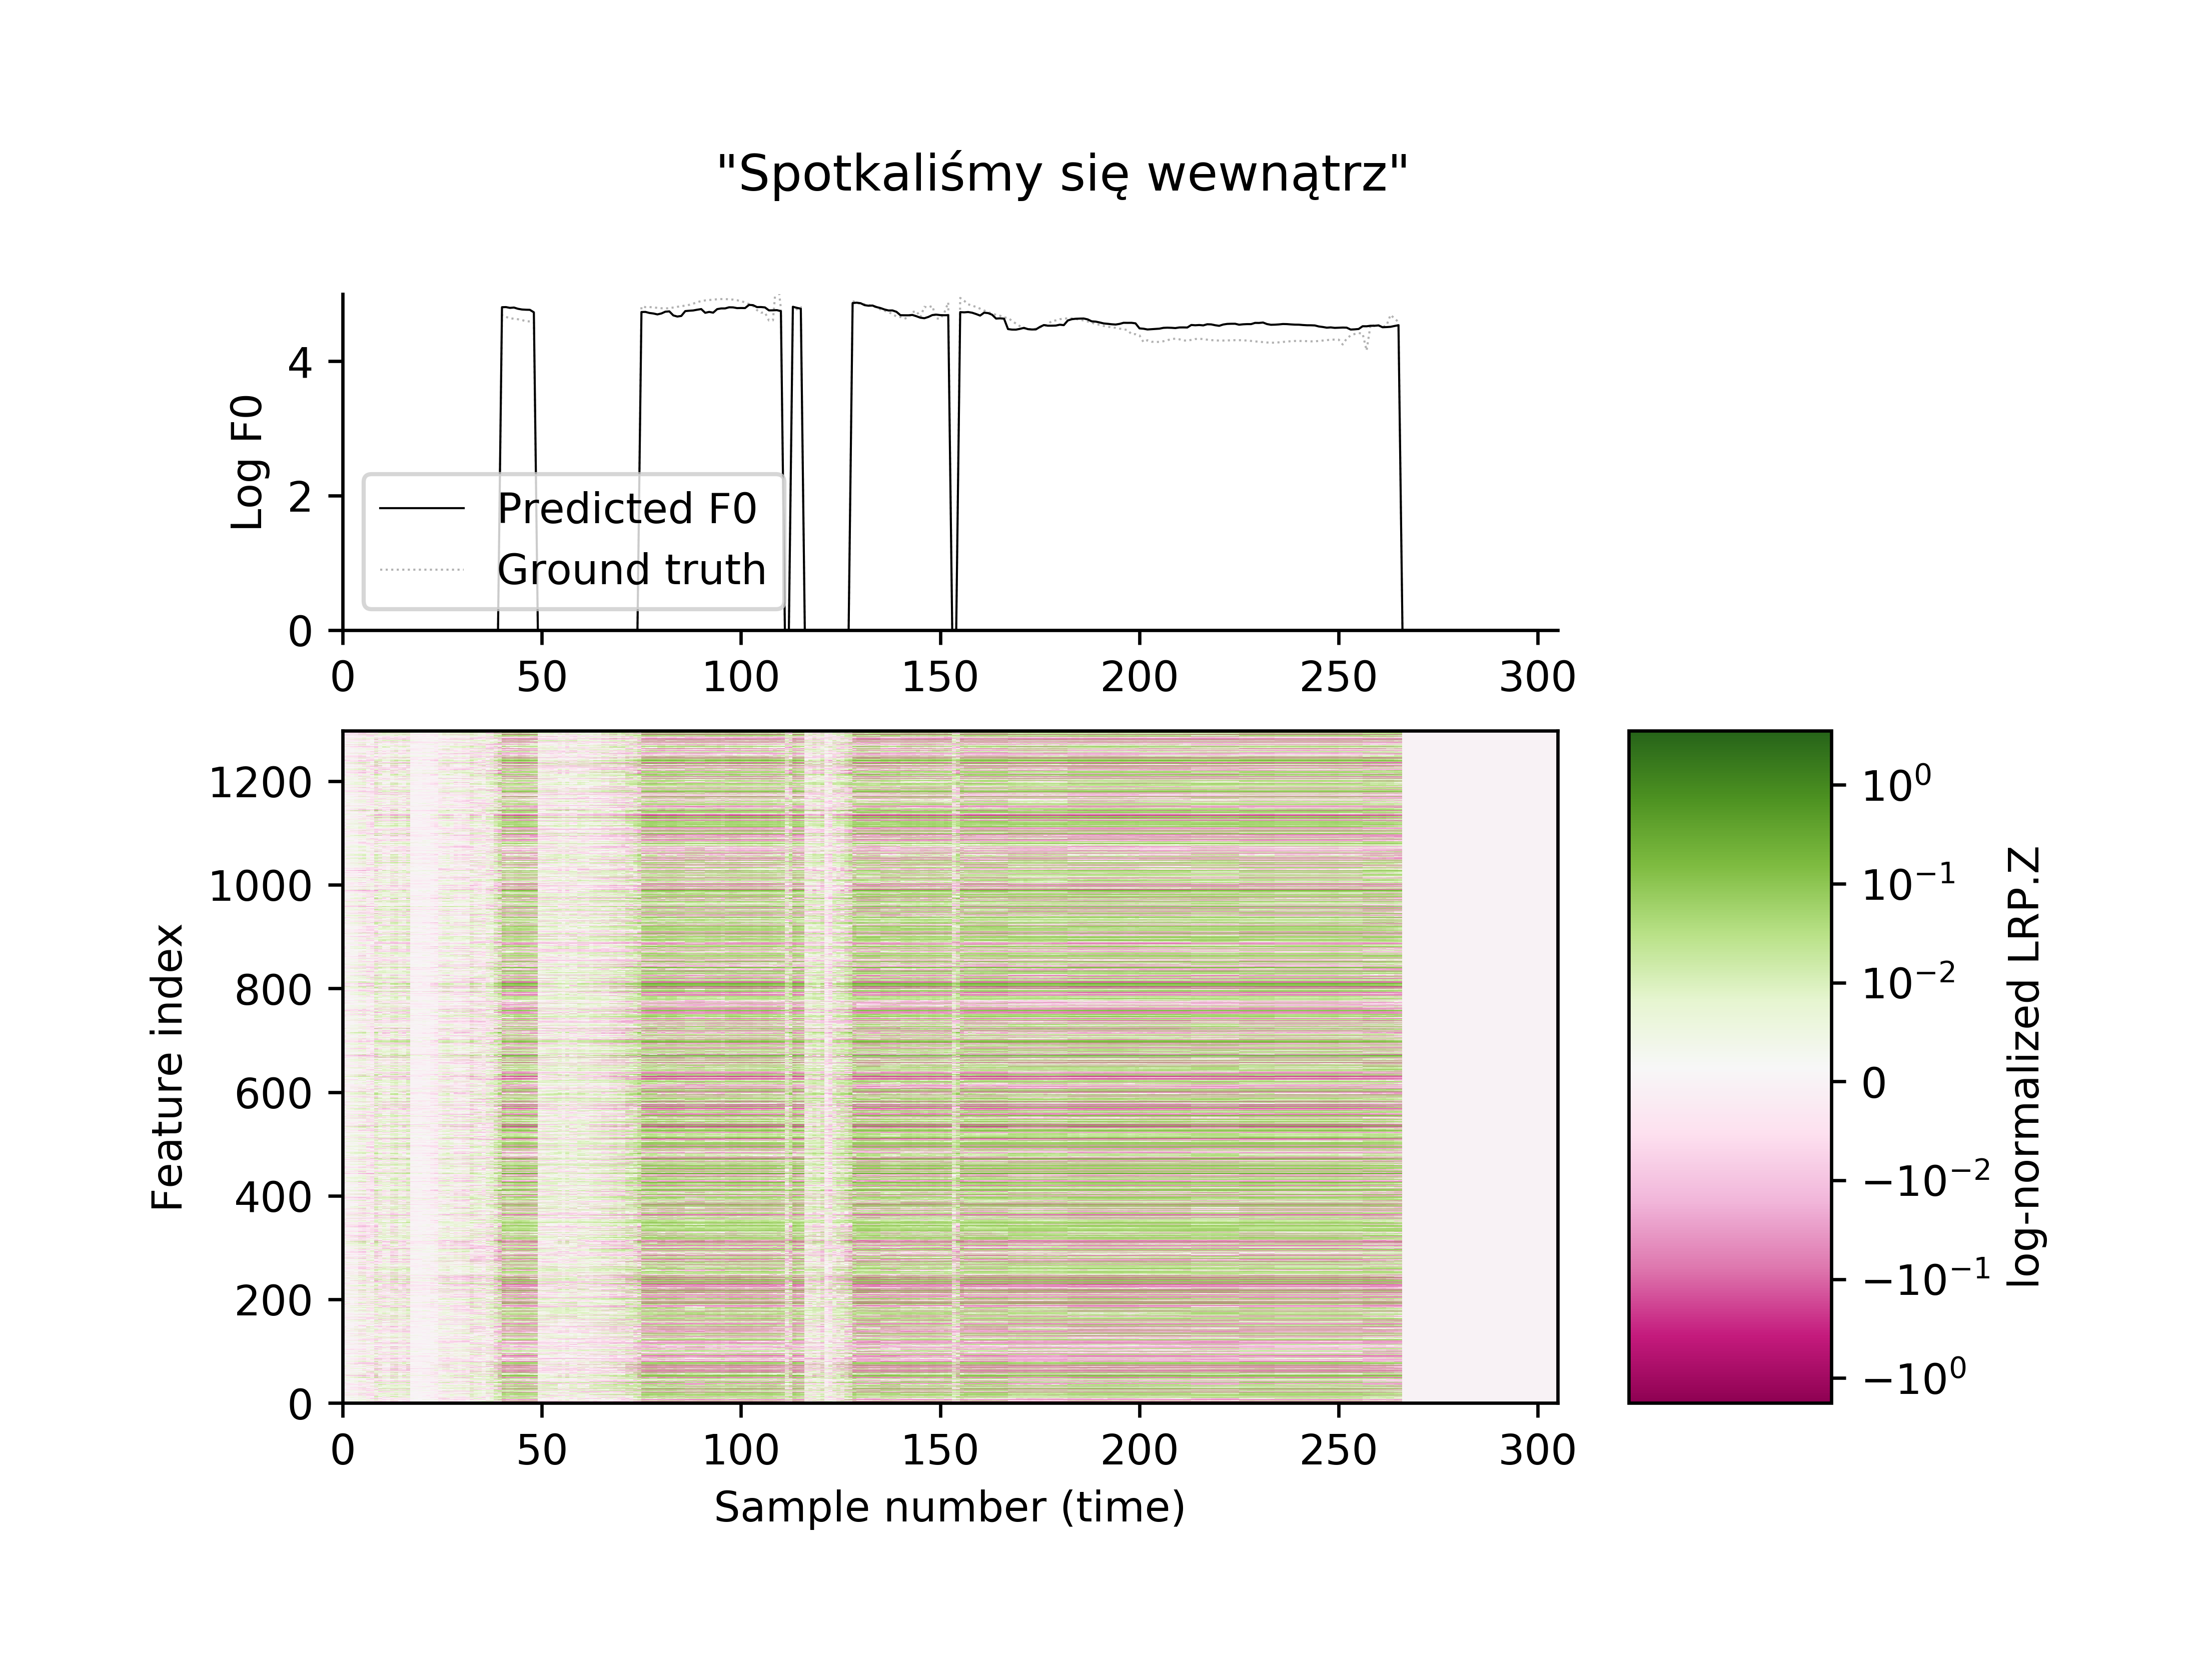 "Spotkaliśmy się wewnątrz"
Log F0
4
2
0
Predicted F0
Ground truth
0 50 100 150 200 250 300
Feature index
1200
1000
800
600
400
200
0
0 50 100 150 200 250 300
Sample number (time)
10⁰
10⁻¹
10⁻²
0
−10⁻²
−10⁻¹
−10⁰
log-normalized LRP.Z